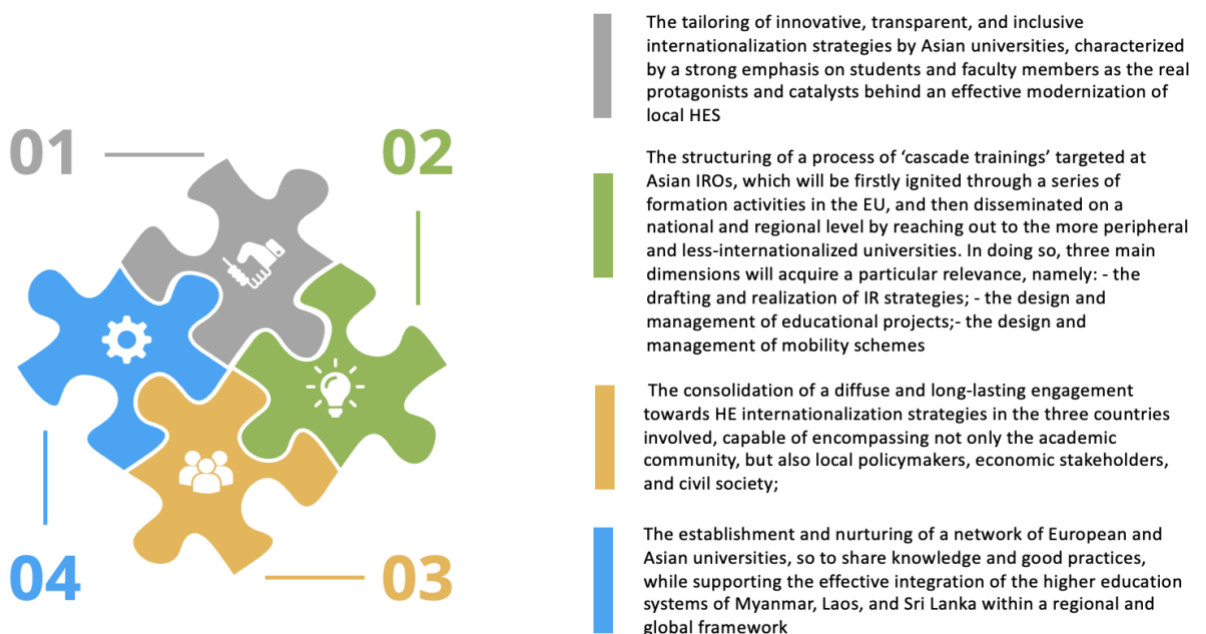 01
02
04
03
The tailoring of innovative, transparent, and inclusive
internationalization strategies by Asian universities, characterized
by a strong emphasis on students and faculty members as the real
protagonists and catalysts behind an effective modernization of
local HES
The structuring of a process of ‘cascade trainings’ targeted at
Asian IROs, which will be firstly ignited through a series of
formation activities in the EU, and then disseminated on a
national and regional level by reaching out to the more peripheral
and less-internationalized universities. In doing so, three main
dimensions will acquire a particular relevance, namely: - the
drafting and realization of IR strategies; - the design and
management of educational projects;- the design and
management of mobility schemes
The consolidation of a diffuse and long-lasting engagement
towards HE internationalization strategies in the three countries
involved, capable of encompassing not only the academic
community, but also local policymakers, economic stakeholders,
and civil society;
The establishment and nurturing of a network of European and
Asian universities, so to share knowledge and good practices,
while supporting the effective integration of the higher education
systems of Myanmar, Laos, and Sri Lanka within a regional and
global framework